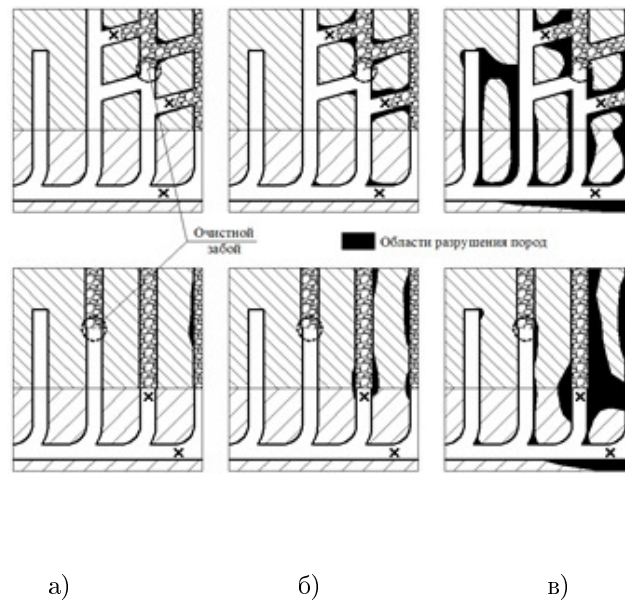 Очистной
забой
Области разрушения пород
а) б) в)